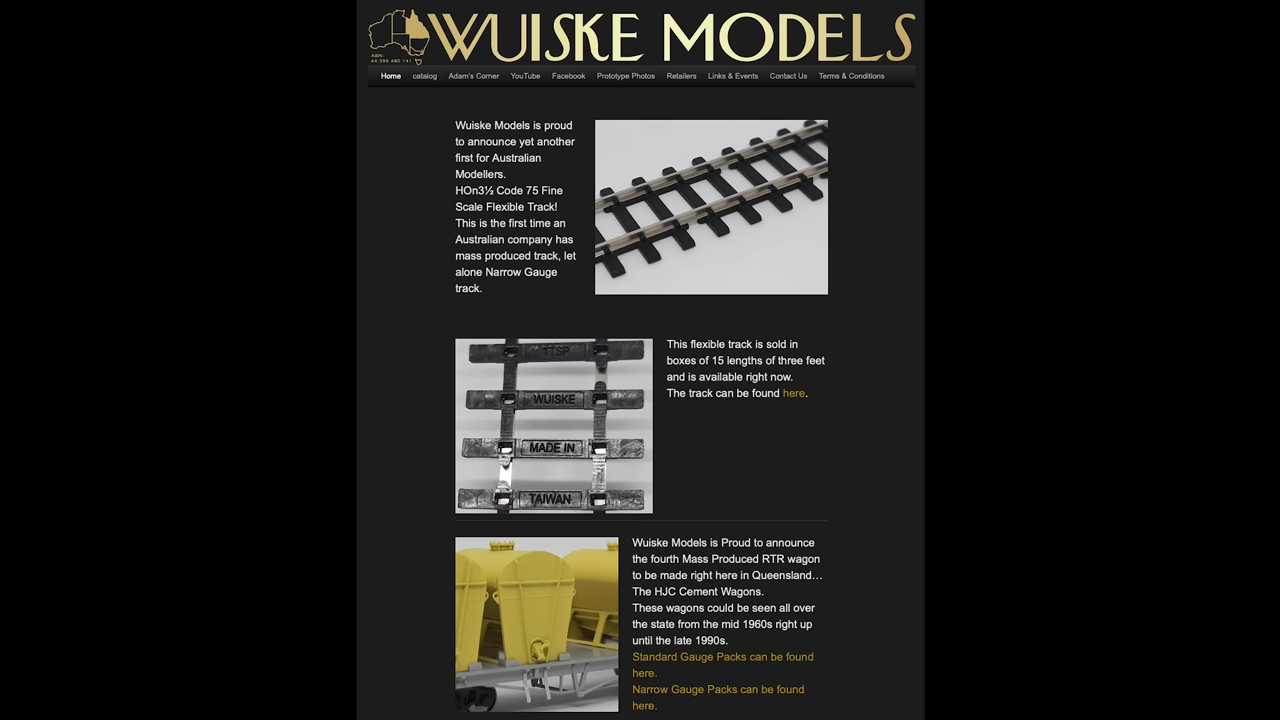 WUISKE MODELS
ABN:
44 396 480 141
Home catalog Adam's Corner YouTube Facebook Prototype Photos Retailers Links & Events Contact Us Terms & Conditions
Wuiske Models is proud
to announce yet another
first for Australian
Modellers.
HOn3½ Code 75 Fine
Scale Flexible Track!
This is the first time an
Australian company has
mass produced track, let
alone Narrow Gauge
track.
TTSP
WUISKE
MADE IN
TAIWAN
This flexible track is sold in
boxes of 15 lengths of three feet
and is available right now.
The track can be found here.
Wuiske Models is Proud to announce
the fourth Mass Produced RTR wagon
to be made right here in Queensland…
The HJC Cement Wagons.
These wagons could be seen all over
the state from the mid 1960s right up
until the late 1990s.
Standard Gauge Packs can be found
here.
Narrow Gauge Packs can be found
here.